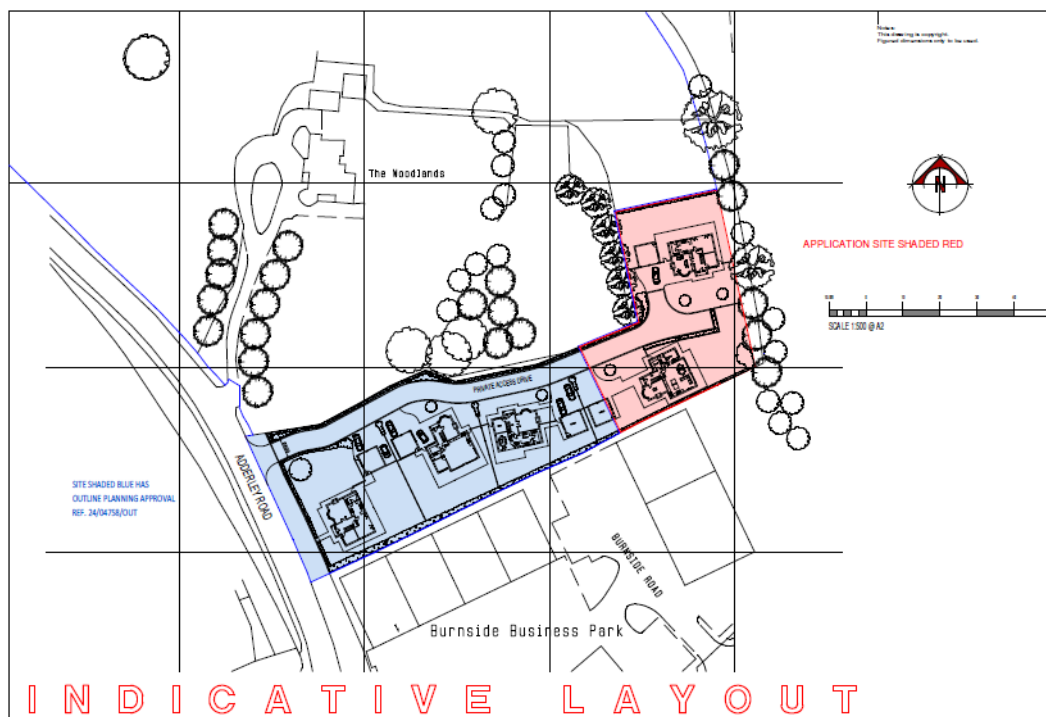 Notes:
This drawing is copyright.
Figured dimensions only to be used.
The Woodlands
N
APPLICATION SITE SHADED RED
SCALE 1:500 @ A2
PRIVATE ACCESS DRIVE
ADDERLEY ROAD
SITE SHADED BLUE HAS
OUTLINE PLANNING APPROVAL
REF. 24/04758/OUT
BURNSIDE ROAD
Burnside Business Park
INDICATIVE LAYOUT